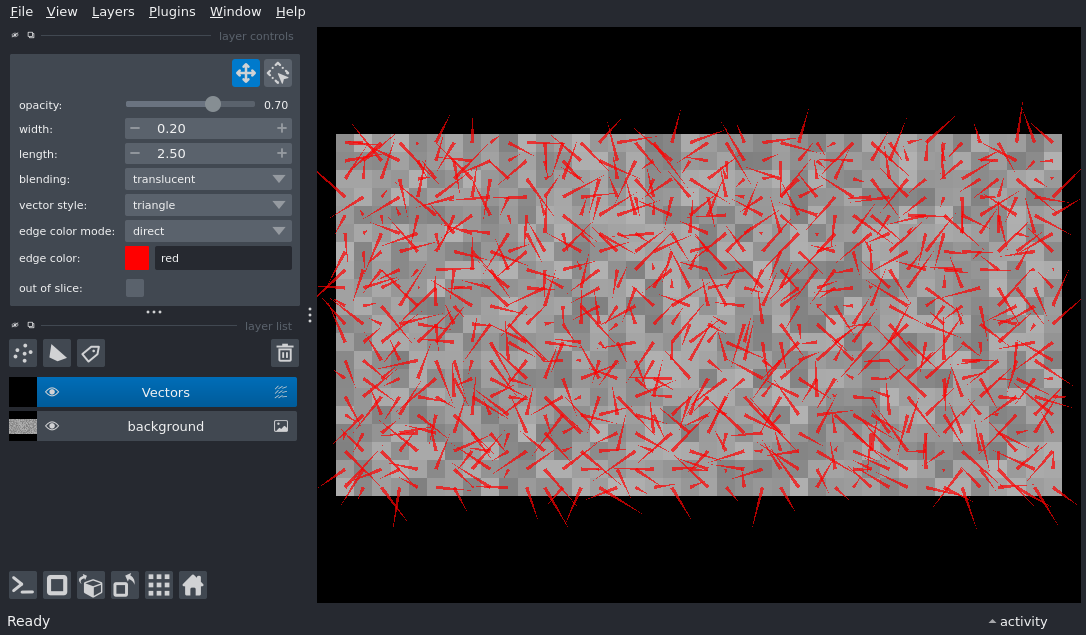 File View Layers Plugins Window Help
layer controls
opacity: 0.70
width: 0.20
length: 2.50
blending: translucent
vector style: triangle
edge color mode: direct
edge color: red
out of slice:
layer list
Vectors
background
Ready
activity